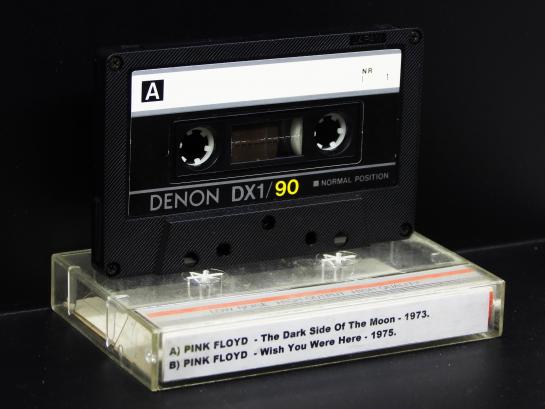 A
NR
DENON DX1/90
■ NORMAL POSITION
A) PINK FLOYD - The Dark Side Of The Moon - 1973.
B) PINK FLOYD - Wish You Were Here - 1975.